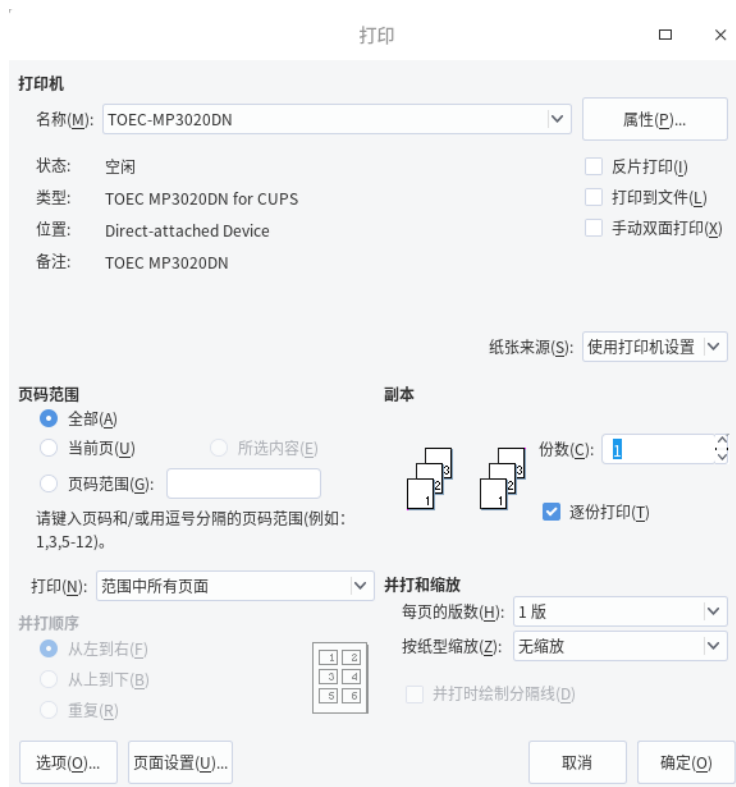 打印
打印机
名称(M): TOEC-MP3020DN 属性(P)...
状态: 空闲 反片打印(I)
类型: TOEC MP3020DN for CUPS 打印到文件(L)
位置: Direct-attached Device 手动双面打印(X)
备注: TOEC MP3020DN
纸张来源(S): 使用打印机设置
页码范围 副本
全部(A)
当前页(U) 所选内容(E) 份数(C): 1
页码范围(G):
3 2 1 3 2 1
请键入页码和/或用逗号分隔的页码范围(例如: 逐份打印(T)
1,3,5-12)。
打印(N): 范围中所有页面 并打和缩放
每页的版数(H): 1 版
并打顺序
从左到右(F) 按纸型缩放(Z): 无缩放
从上到下(B) 并打时绘制分隔线(D)
重复(R)
1 2
3 4
5 6
选项(O)... 页面设置(U)... 取消 确定(O)